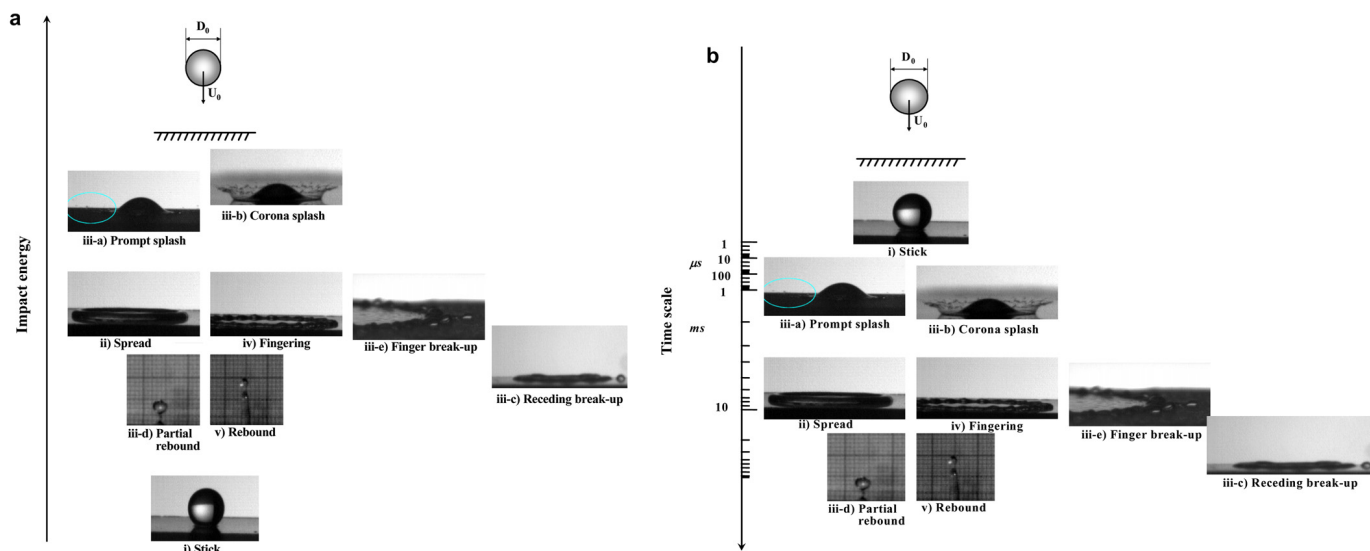 a
D₀
U₀
Impact energy
iii-a) Prompt splash
iii-b) Corona splash
ii) Spread
iv) Fingering
iii-e) Finger break-up
iii-c) Receding break-up
iii-d) Partial
rebound
v) Rebound
i) Stick
b
D₀
U₀
Time scale
1
10
μs
100
1
ms
10
i) Stick
iii-a) Prompt splash
iii-b) Corona splash
ii) Spread
iv) Fingering
iii-e) Finger break-up
iii-c) Receding break-up
iii-d) Partial
rebound
v) Rebound